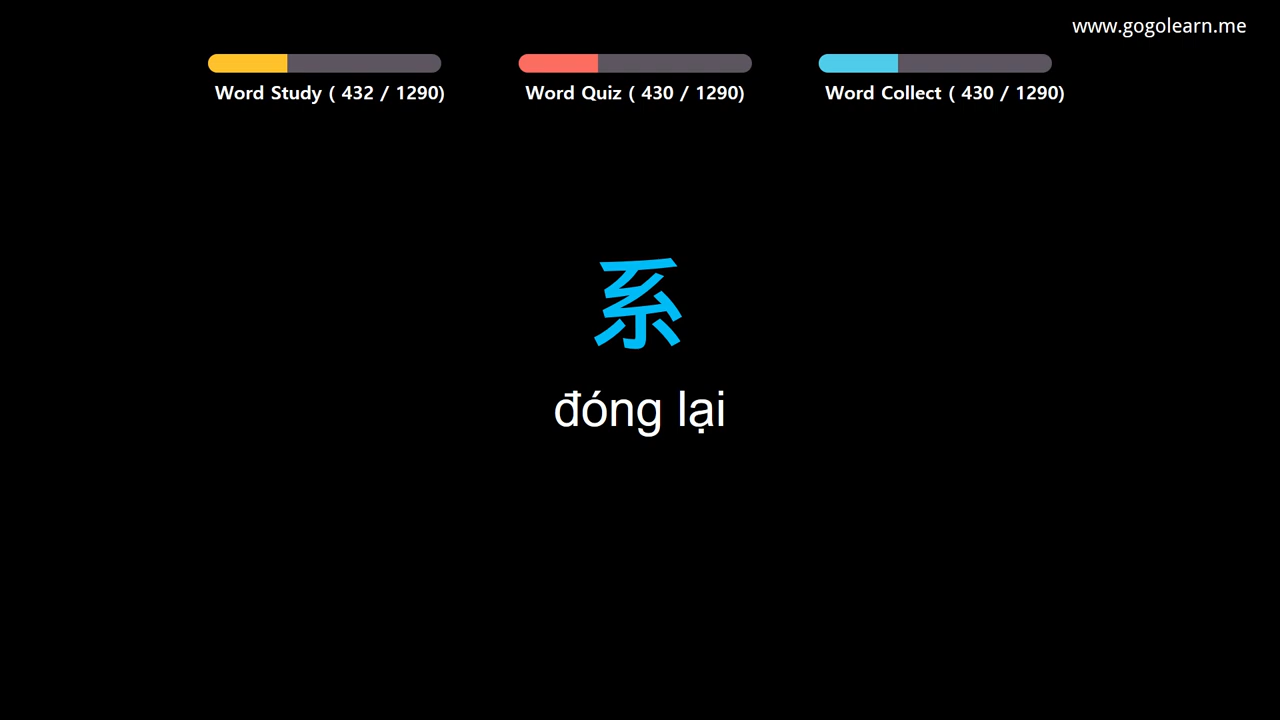 www.gogolearn.me
Word Study ( 432 / 1290)
Word Quiz ( 430 / 1290)
Word Collect ( 430 / 1290)
系
đóng lại